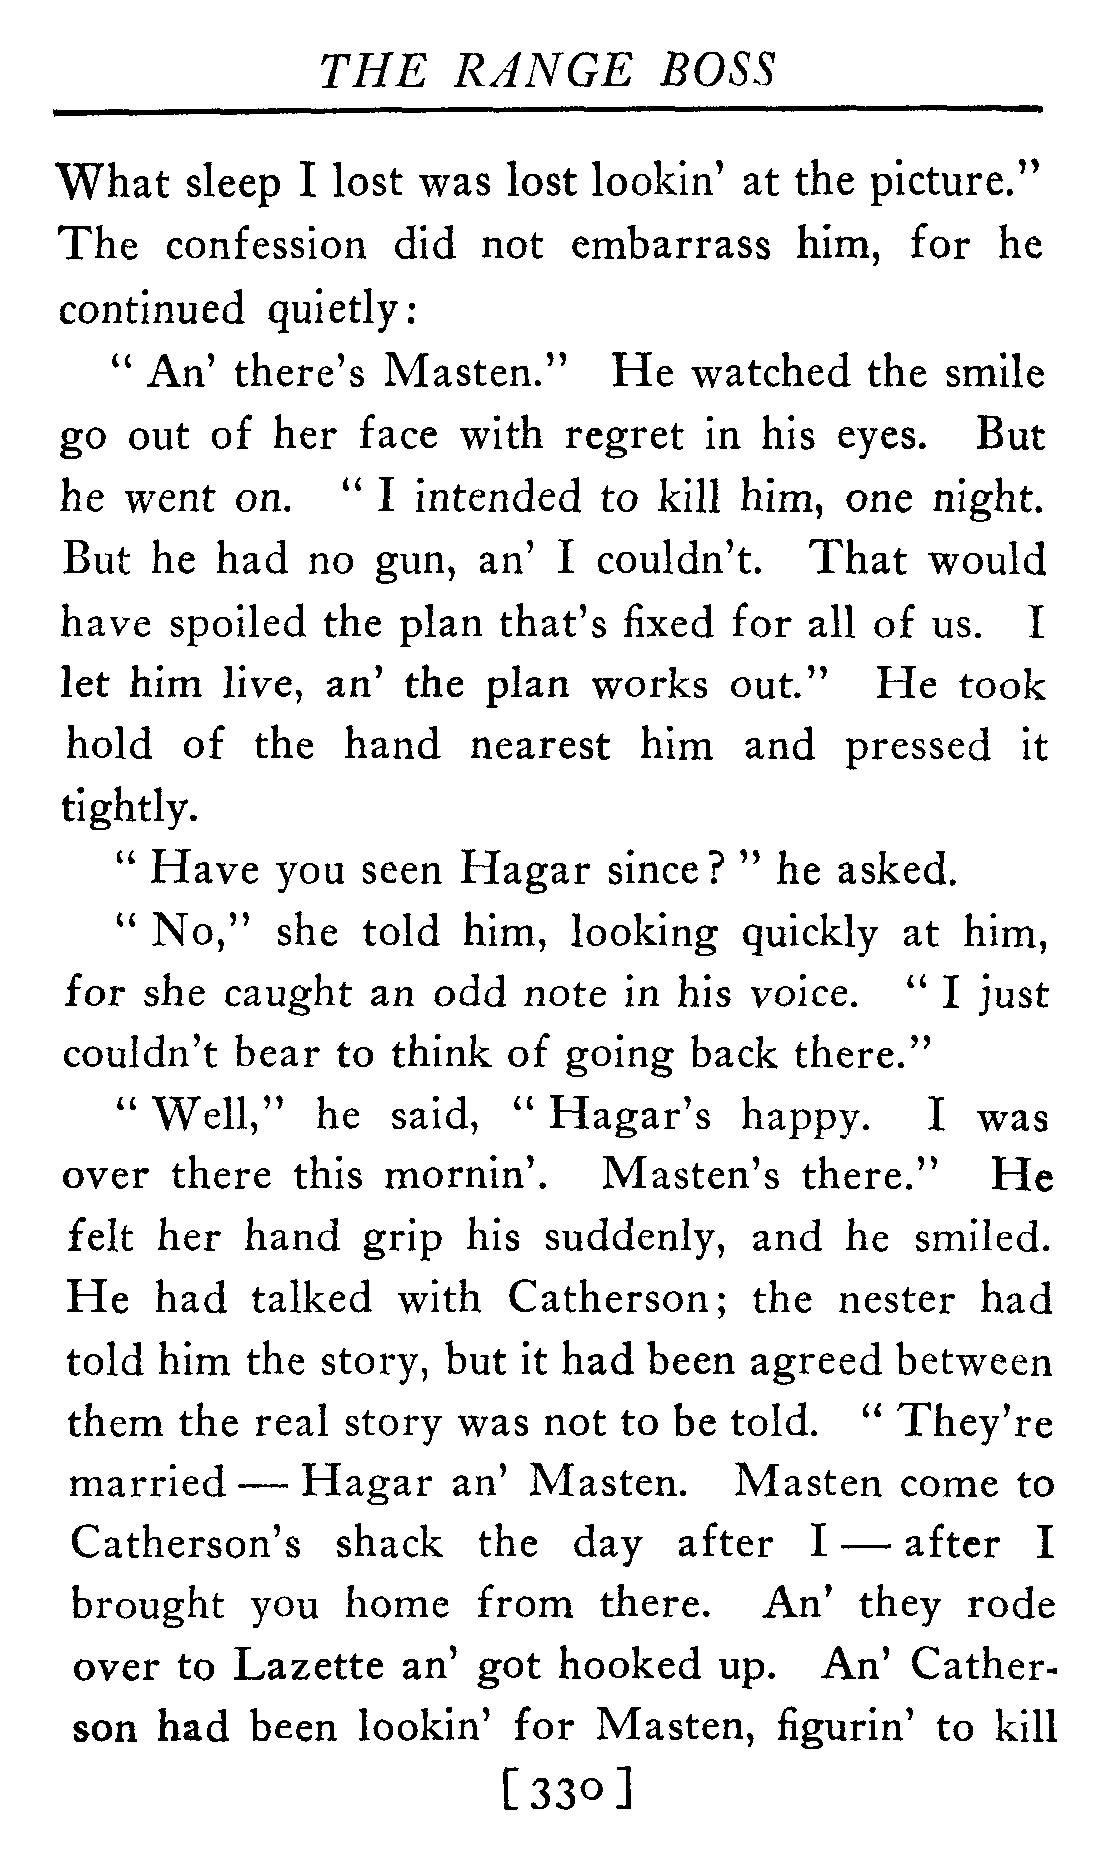 THE RANGE BOSS
What sleep I lost was lost lookin' at the picture."
The confession did not embarrass him, for he
continued quietly:
" An' there's Masten." He watched the smile
go out of her face with regret in his eyes. But
he went on. " I intended to kill him, one night.
But he had no gun, an' I couldn't. That would
have spoiled the plan that's fixed for all of us. I
let him live, an' the plan works out." He took
hold of the hand nearest him and pressed it
tightly.
" Have you seen Hagar since? " he asked.
" No," she told him, looking quickly at him,
for she caught an odd note in his voice. " I just
couldn't bear to think of going back there."
" Well," he said, " Hagar's happy. I was
over there this mornin'. Masten's there." He
felt her hand grip his suddenly, and he smiled.
He had talked with Catherson; the nester had
told him the story, but it had been agreed between
them the real story was not to be told. " They're
married — Hagar an' Masten. Masten come to
Catherson's shack the day after I — after I
brought you home from there. An' they rode
over to Lazette an' got hooked up. An' Cather-
son had been lookin' for Masten, figurin' to kill
[ 330 ]